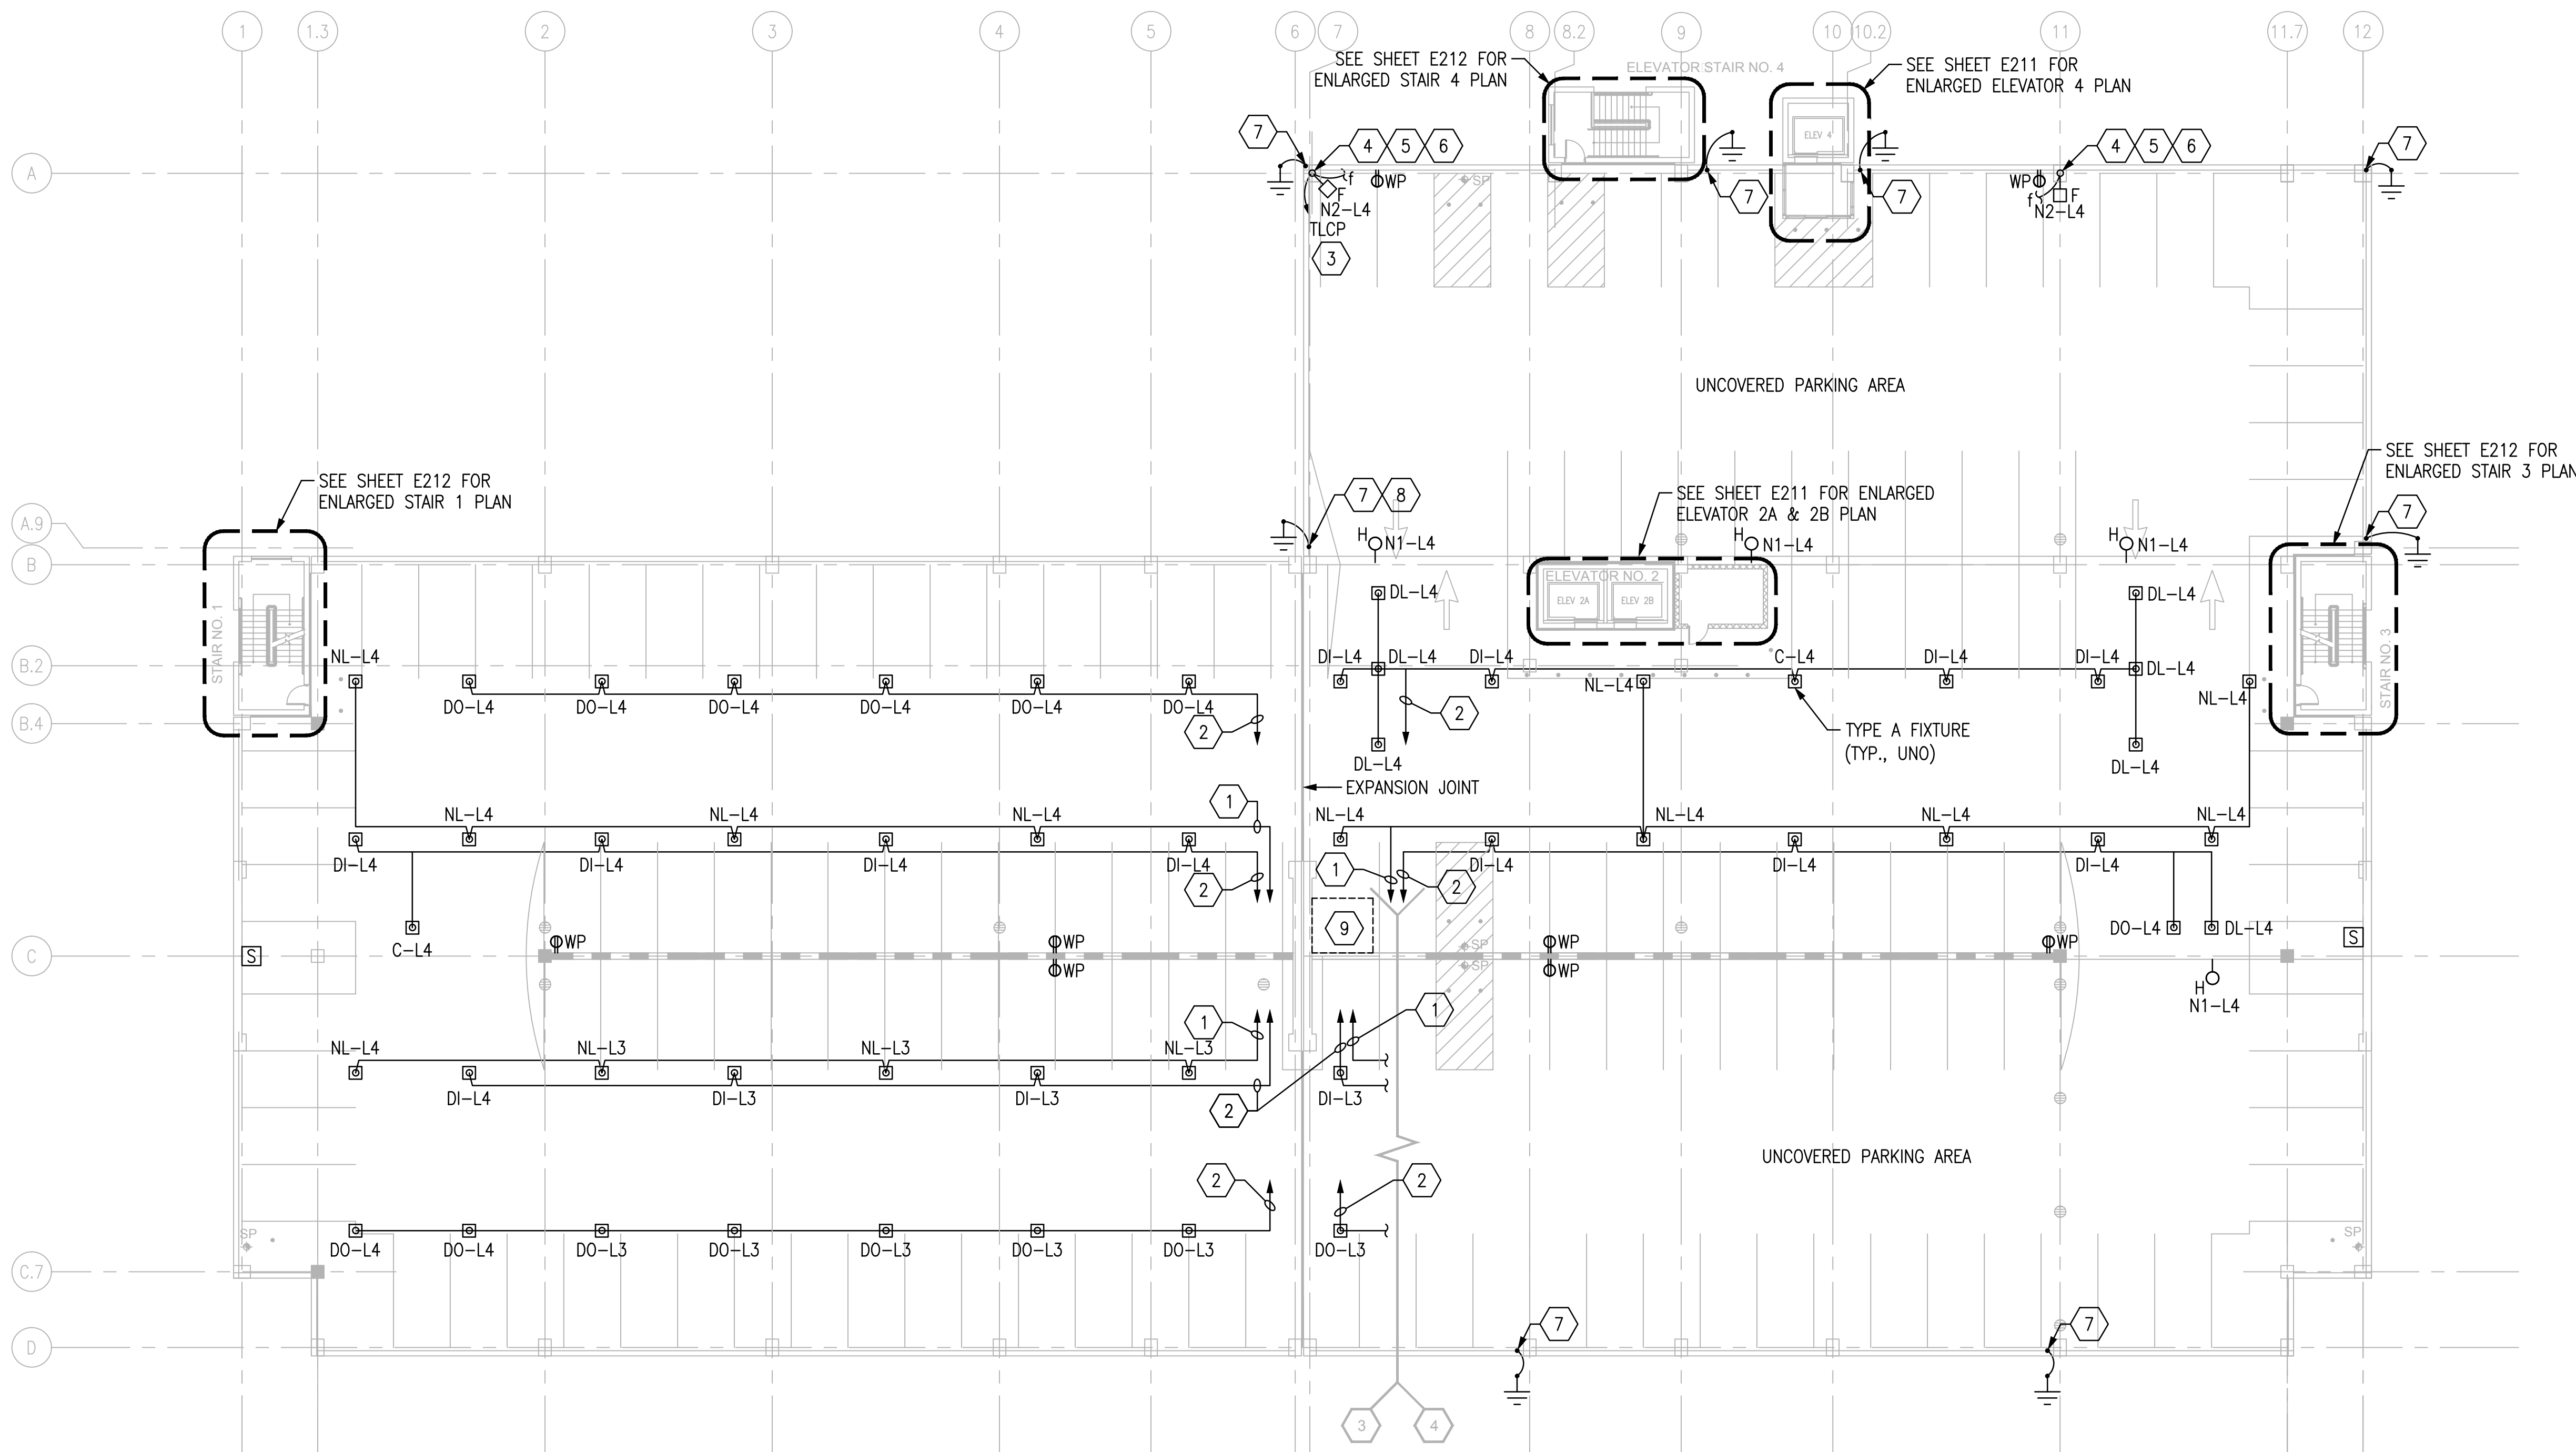 1
1.3
2
3
4
5
6
7
8
8.2
9
10
10.2
11
11.7
12
SEE SHEET E212 FOR
ENLARGED STAIR 4 PLAN
ELEVATOR/STAIR NO. 4
SEE SHEET E211 FOR
ENLARGED ELEVATOR 4 PLAN
ELEV 4
7
4
5
6
4
5
6
7
A
f
F
WP
SP
7
7
WP
f
F
N2-L4
N2-L4
TLCP
3
UNCOVERED PARKING AREA
SEE SHEET E212 FOR
ENLARGED STAIR 3 PLAN
SEE SHEET E212 FOR
ENLARGED STAIR 1 PLAN
7
8
SEE SHEET E211 FOR ENLARGED
ELEVATOR 2A & 2B PLAN
7
A.9
H
N1-L4
H
N1-L4
H
N1-L4
B
ELEVATOR NO. 2
ELEV 2A
ELEV 2B
DL-L4
DL-L4
STAIR NO. 1
STAIR NO. 3
B.2
NL-L4
DI-L4
DL-L4
DI-L4
C-L4
DI-L4
DI-L4
DL-L4
NL-L4
NL-L4
DO-L4
DO-L4
DO-L4
DO-L4
DO-L4
DO-L4
B.4
2
2
TYPE A FIXTURE
(TYP., UNO)
DL-L4
DL-L4
EXPANSION JOINT
1
NL-L4
NL-L4
NL-L4
NL-L4
NL-L4
NL-L4
NL-L4
DI-L4
DI-L4
DI-L4
DI-L4
DI-L4
DI-L4
DI-L4
2
1
2
9
DO-L4
DL-L4
C-L4
C
S
WP
WP
WP
WP
SP
SP
WP
WP
S
H
N1-L4
1
1
NL-L4
NL-L3
NL-L3
NL-L3
DI-L4
DI-L3
DI-L3
DI-L3
2
UNCOVERED PARKING AREA
2
2
SP
DO-L4
DO-L4
DO-L3
DO-L3
DO-L3
DO-L3
DO-L3
DO-L3
SP
C.7
7
7
D
3
4